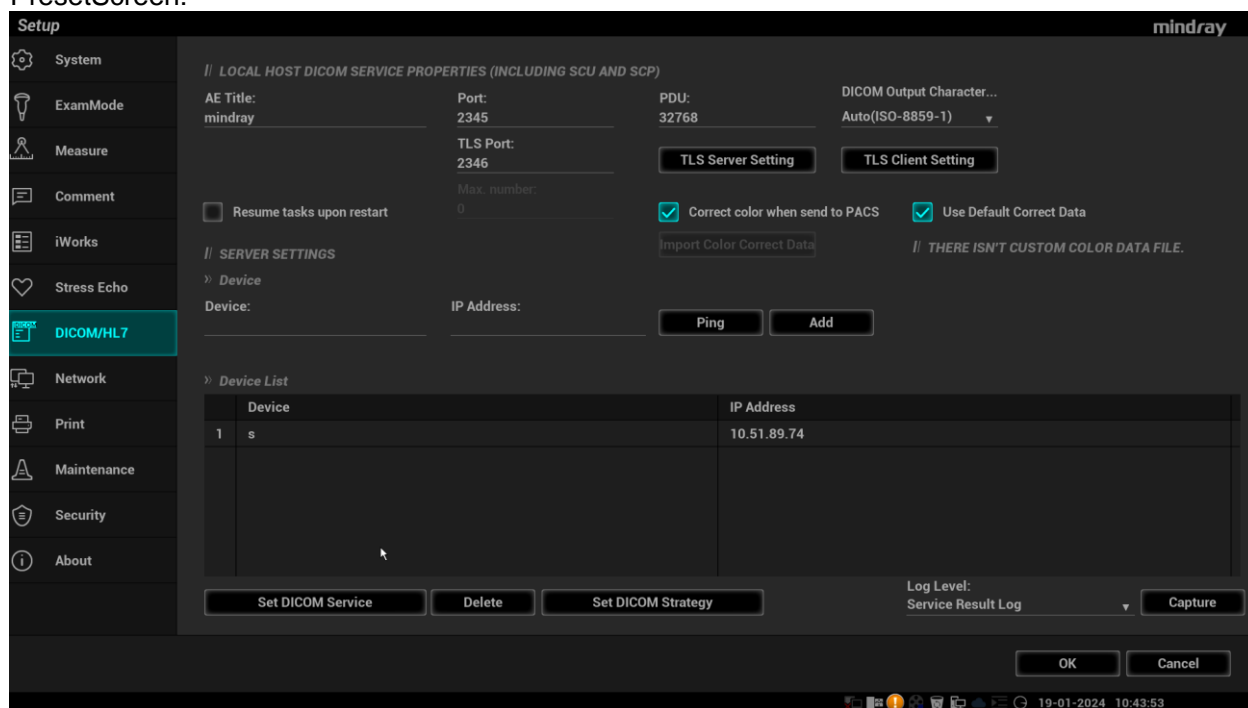 PresetScreen.
Setup
mindray
System
ExamMode
Measure
Comment
iWorks
Stress Echo
DICOM
DICOM/HL7
Network
Print
Maintenance
Security
About
// LOCAL HOST DICOM SERVICE PROPERTIES (INCLUDING SCU AND SCP)
AE Title: Port: PDU: DICOM Output Character...
mindray 2345 32768 Auto(ISO-8859-1)
TLS Port:
2346 TLS Server Setting TLS Client Setting
Max. number:
Resume tasks upon restart 0 Correct color when send to PACS Use Default Correct Data
Import Color Correct Data // THERE ISN'T CUSTOM COLOR DATA FILE.
// SERVER SETTINGS
» Device
Device: IP Address:
Ping Add
» Device List
Device IP Address
1 s 10.51.89.74
Log Level:
Set DICOM Service Delete Set DICOM Strategy Service Result Log Capture
OK Cancel
19-01-2024 10:43:53